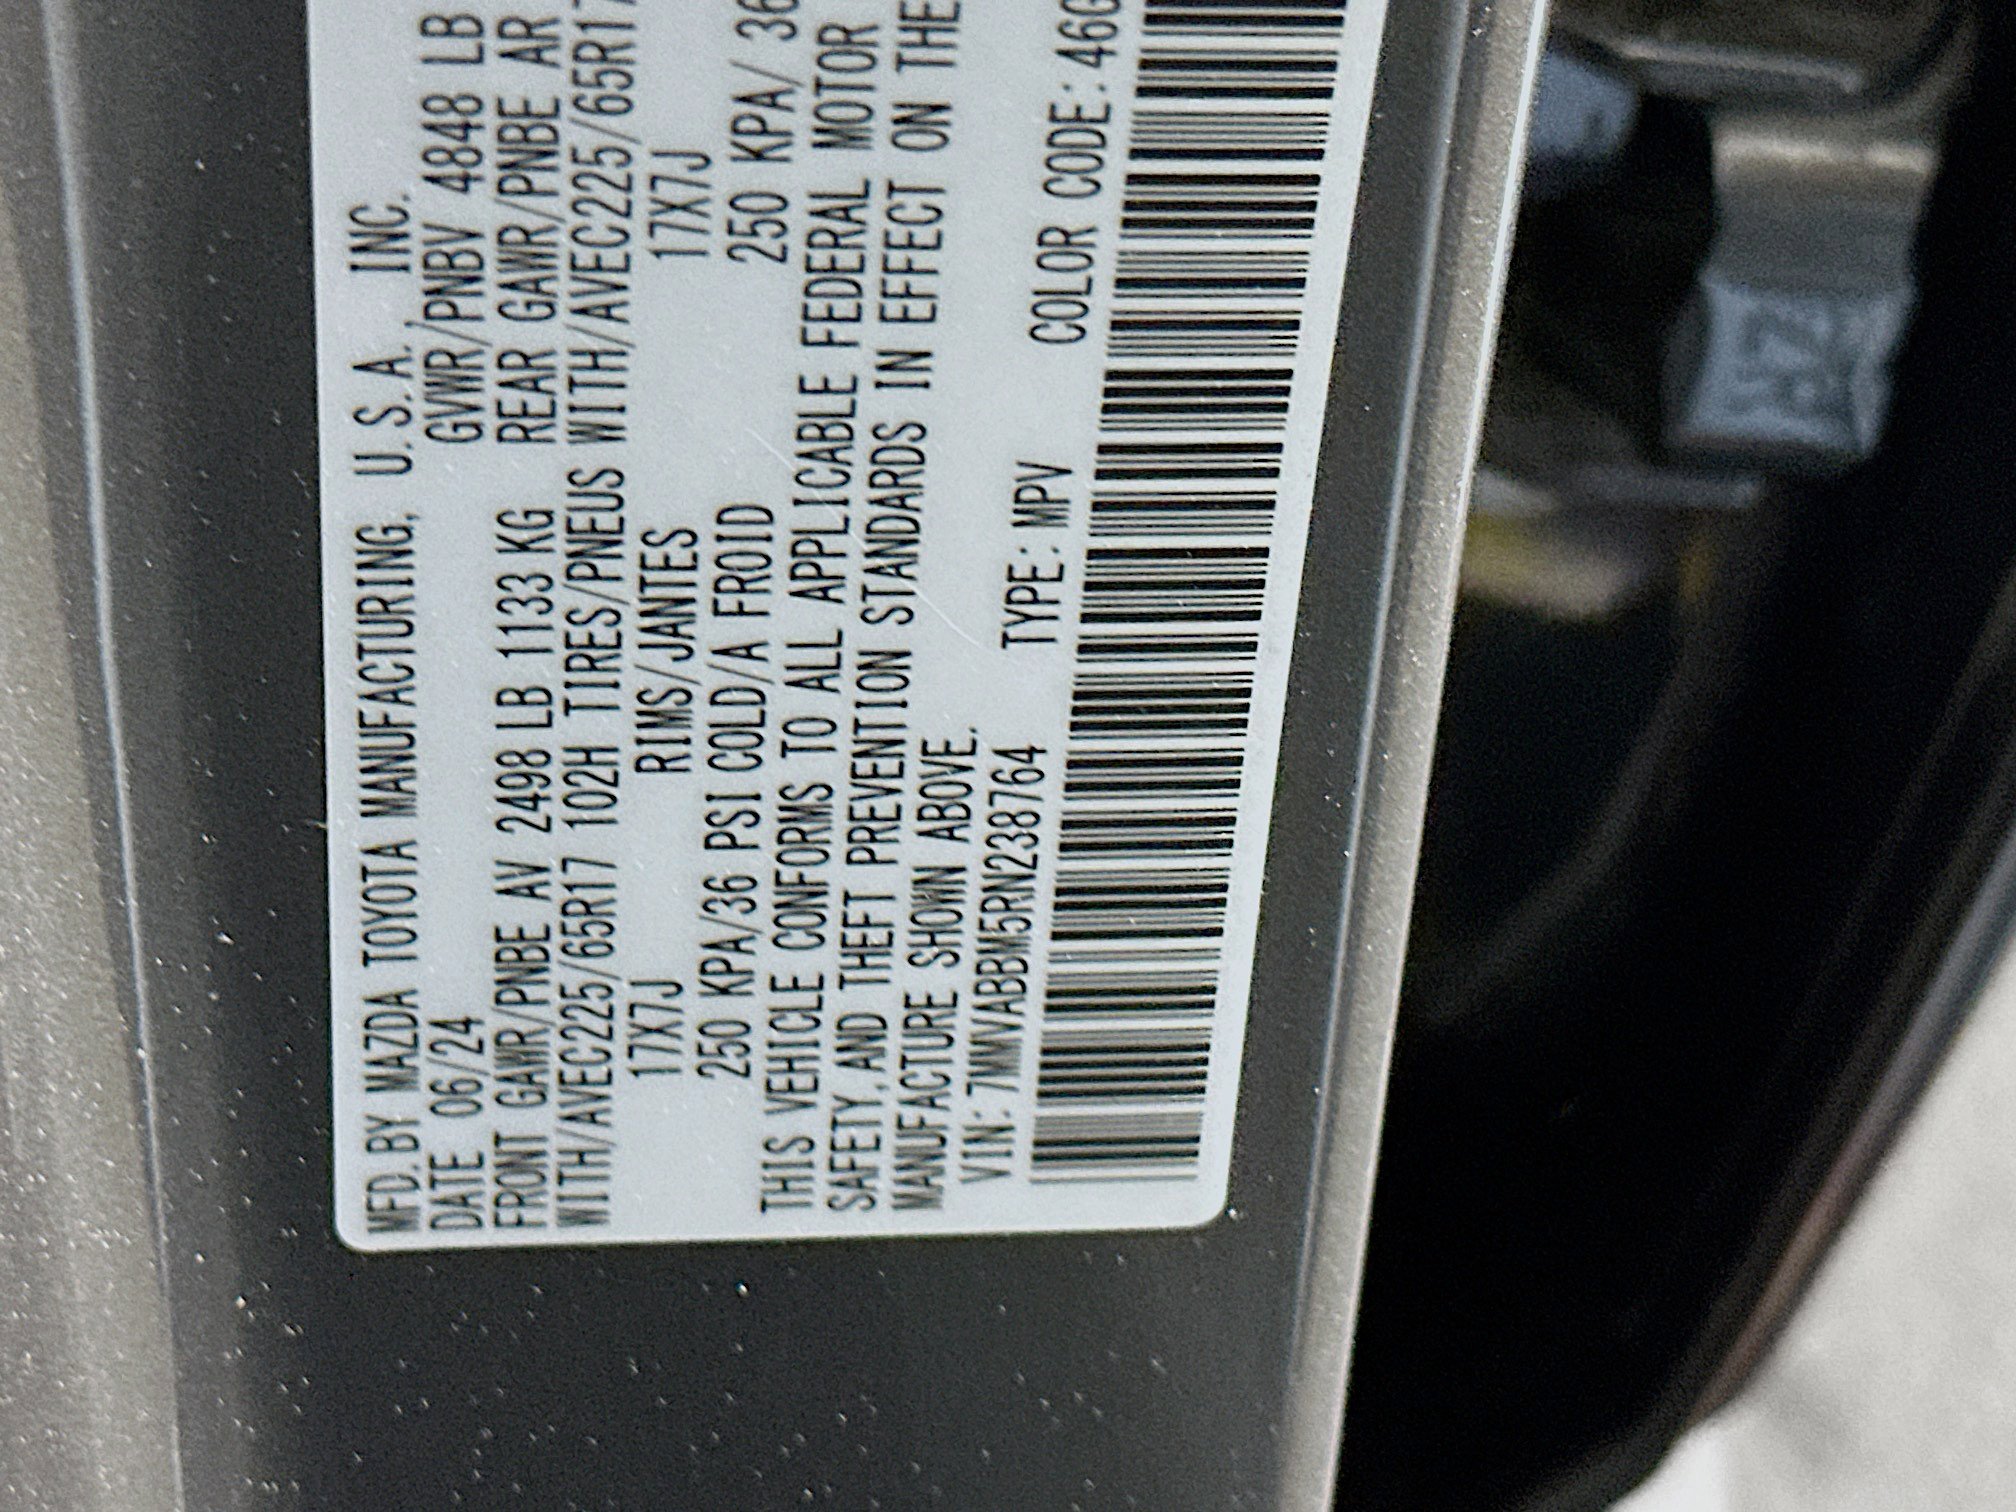 MFD.BY MAZDA TOYOTA MANUFACTURING, U.S.A., INC.
DATE 06/24 GVWR/PNBV 4848 LB
FRONT GAWR/PNBE AV 2498 LB 1133 KG REAR GAWR/PNBE AR
WITH/AVEC225/65R17 102H TIRES/PNEUS WITH/AVEC225/65R17
17X7J RIMS/JANTES 17X7J
250 KPA/36 PSI COLD/A FROID 250 KPA/ 36
THIS VEHICLE CONFORMS TO ALL APPLICABLE FEDERAL MOTOR
SAFETY,AND THEFT PREVENTION STANDARDS IN EFFECT ON THE
MANUFACTURE SHOWN ABOVE.
VIN: 7MMVABBM5RN238764 TYPE: MPV COLOR CODE: 46G